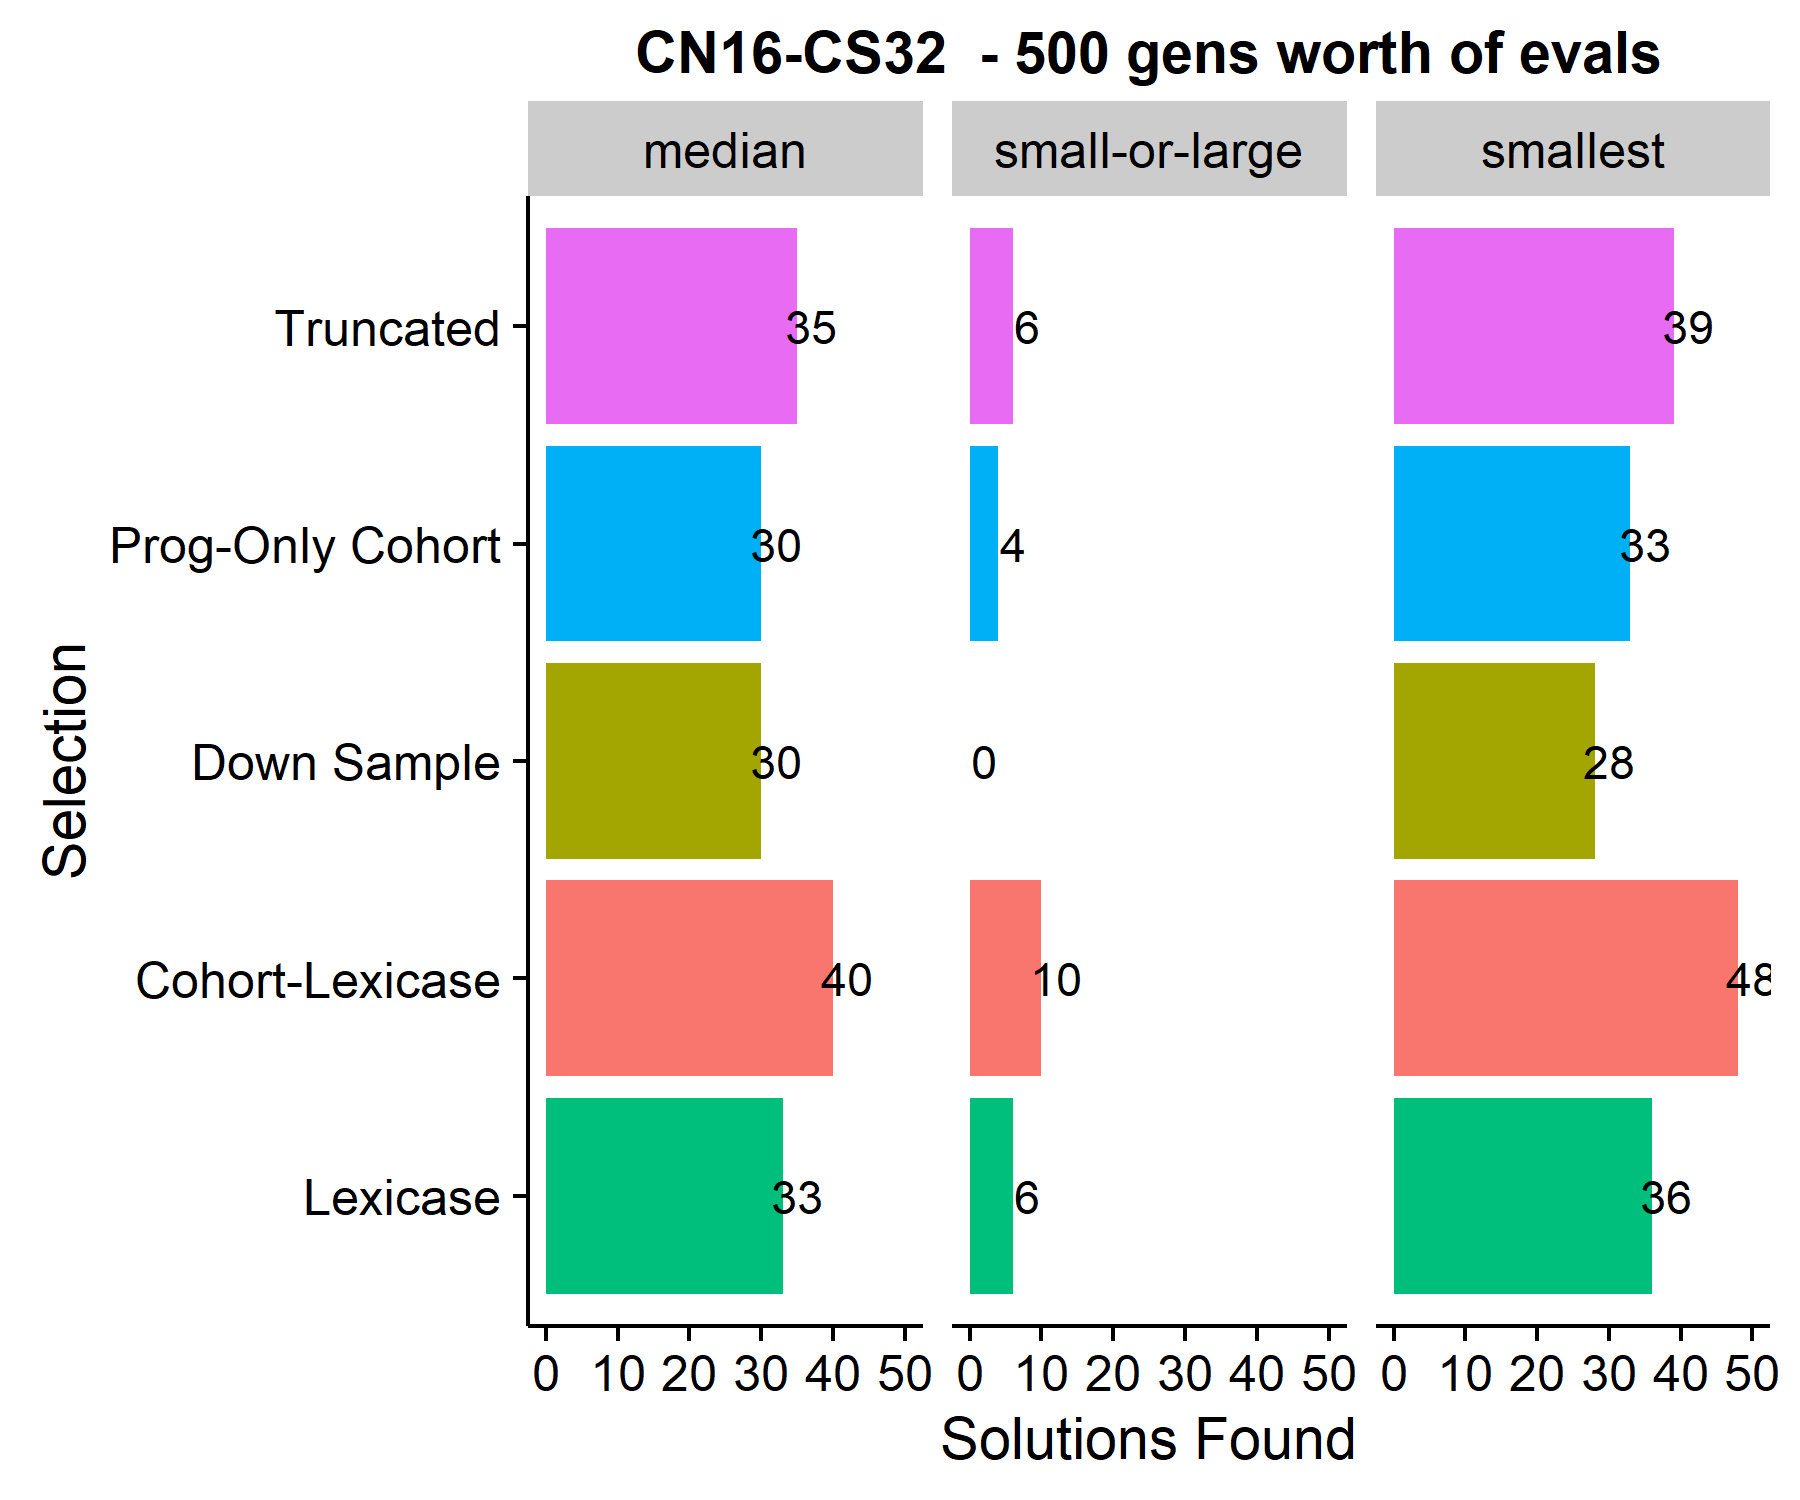 CN16-CS32  - 500 gens worth of evals
median small-or-large smallest
Truncated 35 6 39
Prog-Only Cohort 30 4 33
Down Sample 30 0 28
Cohort-Lexicase 40 10 48
Lexicase 33 6 36
Selection
0 10 20 30 40 50 0 10 20 30 40 50 0 10 20 30 40 50
Solutions Found